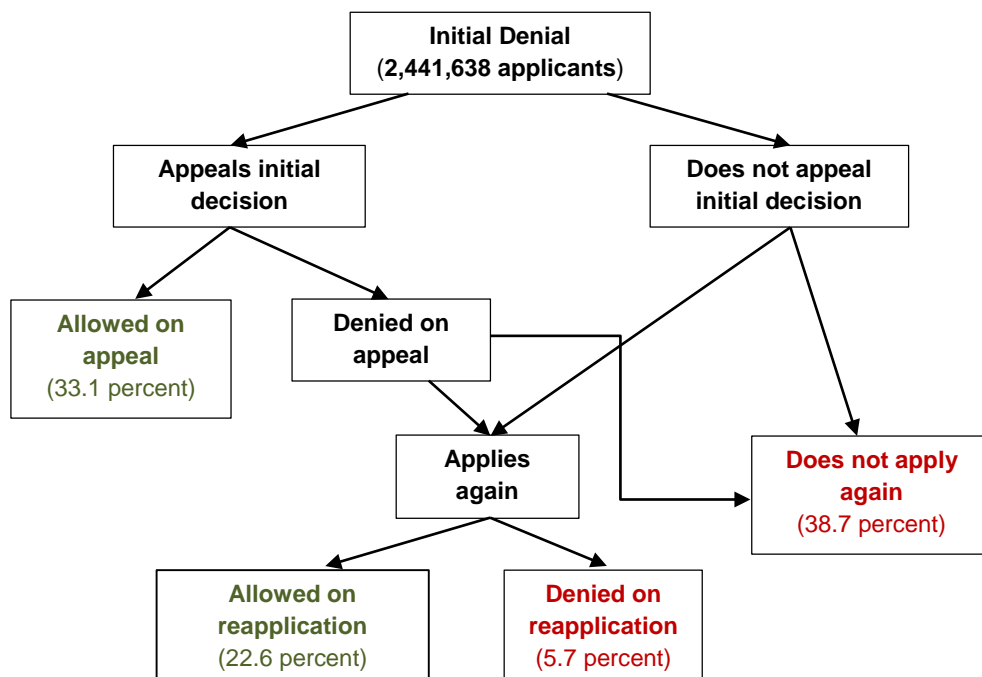 Initial Denial
(2,441,638 applicants)
Appeals initial
decision
Does not appeal
initial decision
Allowed on
appeal
(33.1 percent)
Denied on
appeal
Applies
again
Does not apply
again
(38.7 percent)
Allowed on
reapplication
(22.6 percent)
Denied on
reapplication
(5.7 percent)